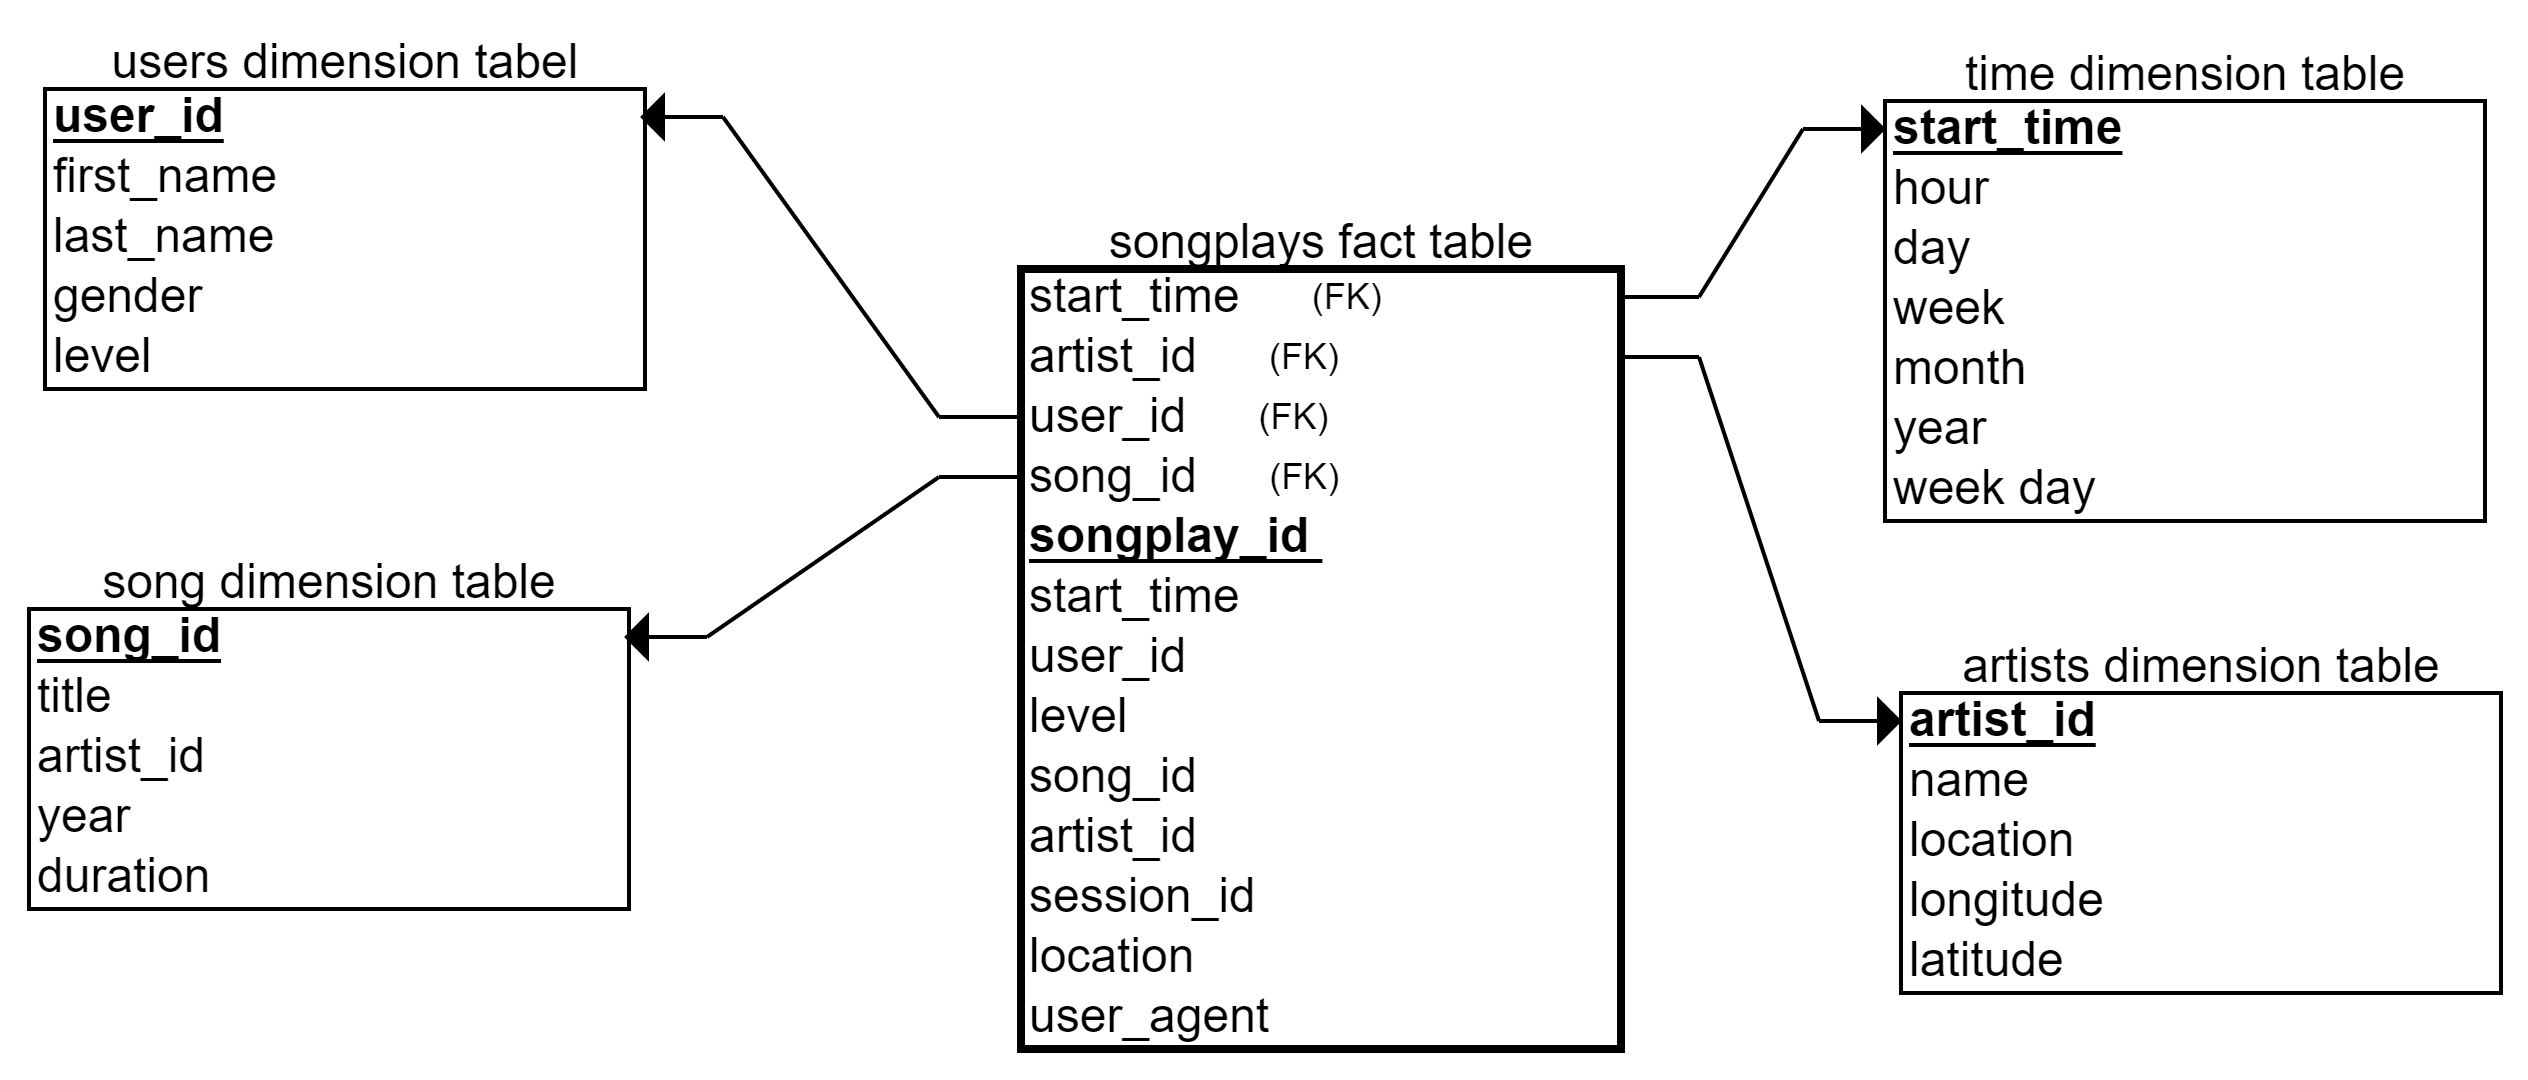 users dimension tabel
user_id
first_name
last_name
gender
level
song dimension table
song_id
title
artist_id
year
duration
songplays fact table
start_time (FK)
artist_id (FK)
user_id (FK)
song_id (FK)
songplay_id
start_time
user_id
level
song_id
artist_id
session_id
location
user_agent
time dimension table
start_time
hour
day
week
month
year
week day
artists dimension table
artist_id
name
location
longitude
latitude